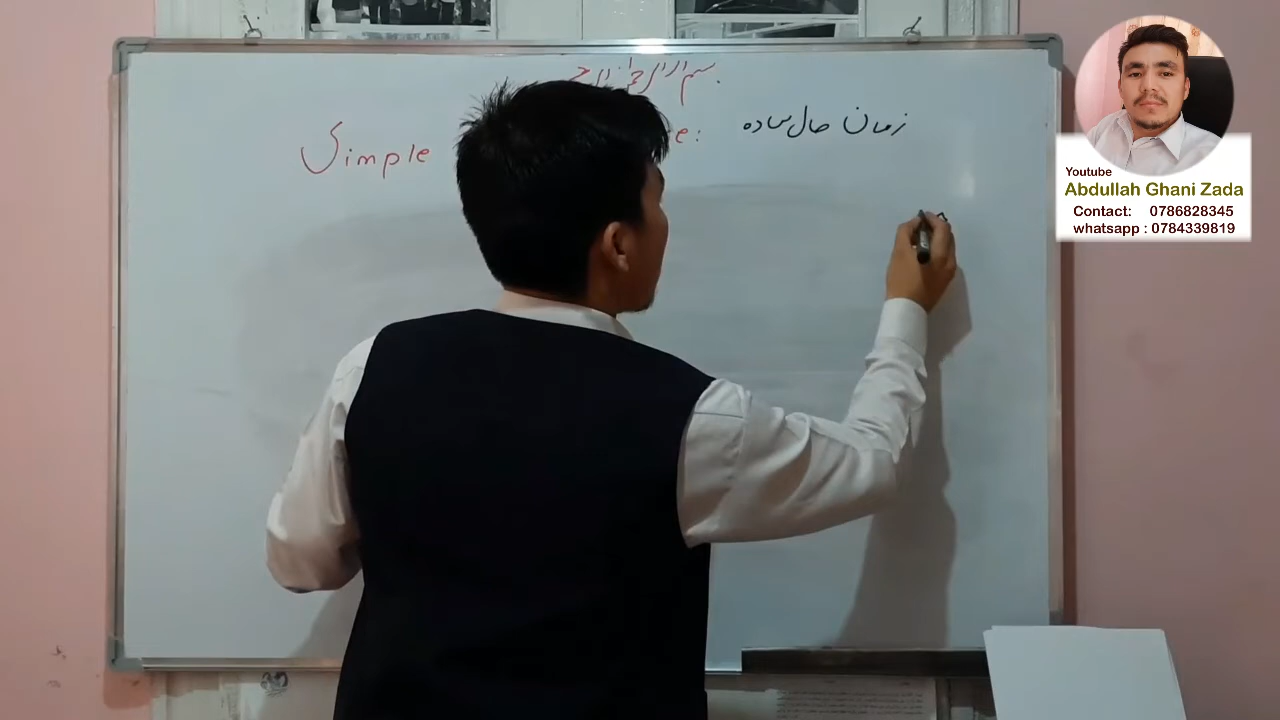 بسم الله الرحمن الرحیم
Simple e:
زمان حال ساده
Youtube
Abdullah Ghani Zada
Contact: 0786828345
whatsapp : 0784339819